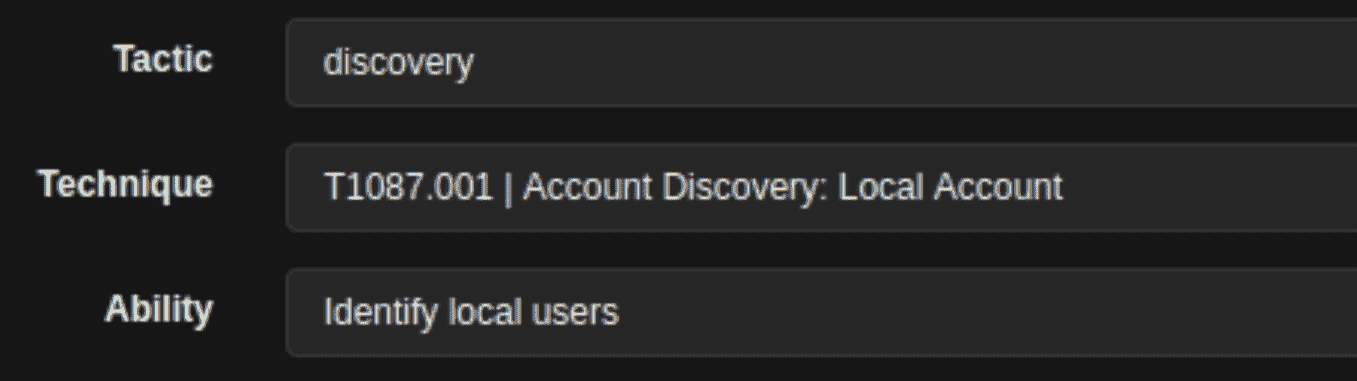 Tactic discovery
Technique T1087.001 | Account Discovery: Local Account
Ability Identify local users